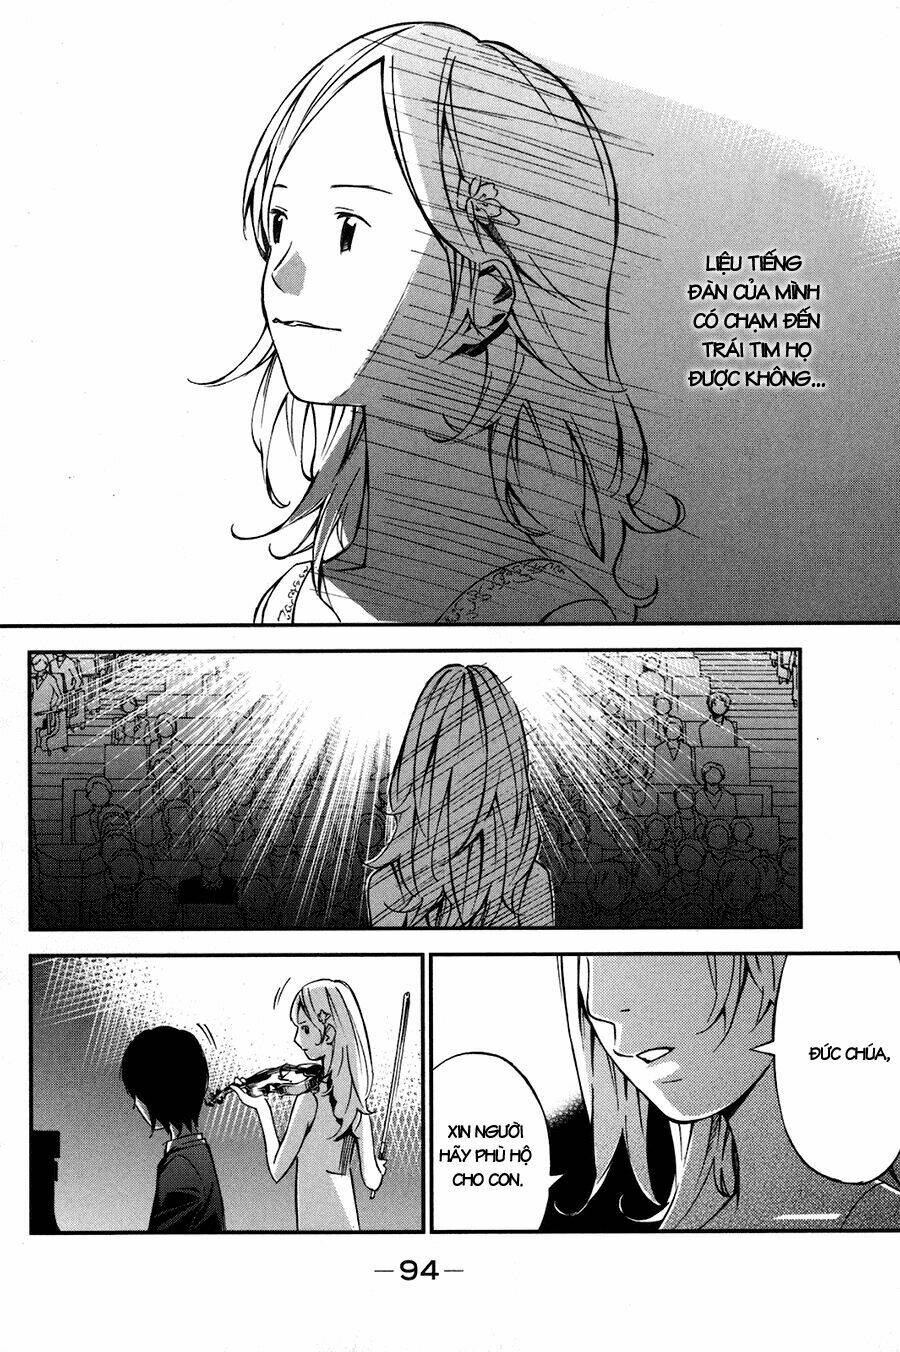 LIỆU TIẾNG
ĐÀN CỦA MÌNH
CÓ CHẠM ĐẾN
TRÁI TIM HỌ
ĐƯỢC KHÔNG...
ĐỨC CHÚA,
XIN NGƯỜI
HÃY PHÙ HỘ
CHO CON.
—94—